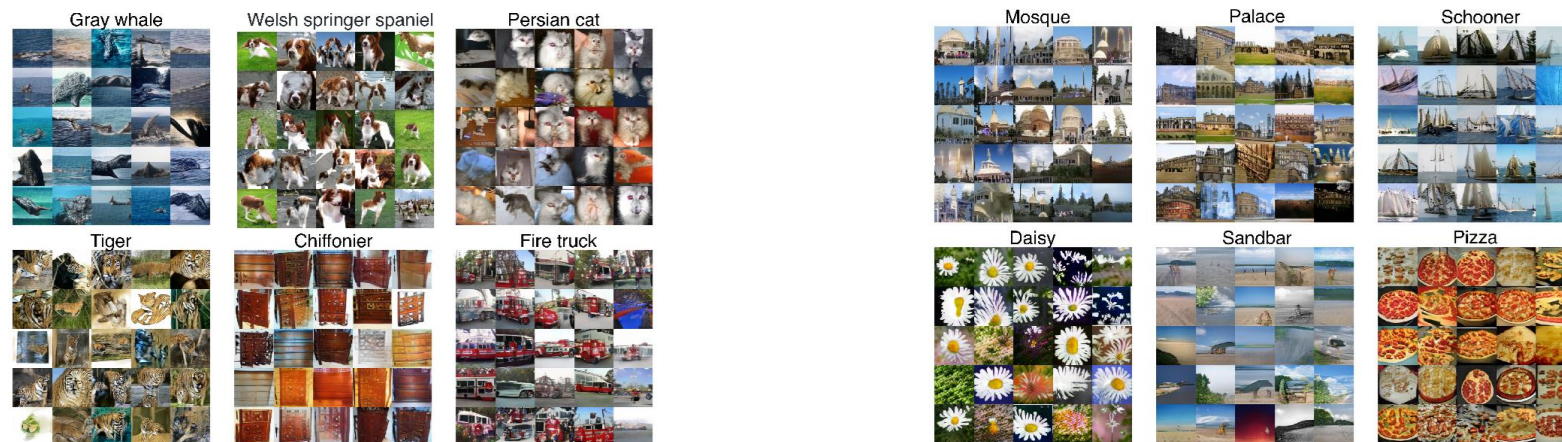 Gray whale
Welsh springer spaniel
Persian cat
Mosque
Palace
Schooner
Tiger
Chiffonier
Fire truck
Daisy
Sandbar
Pizza